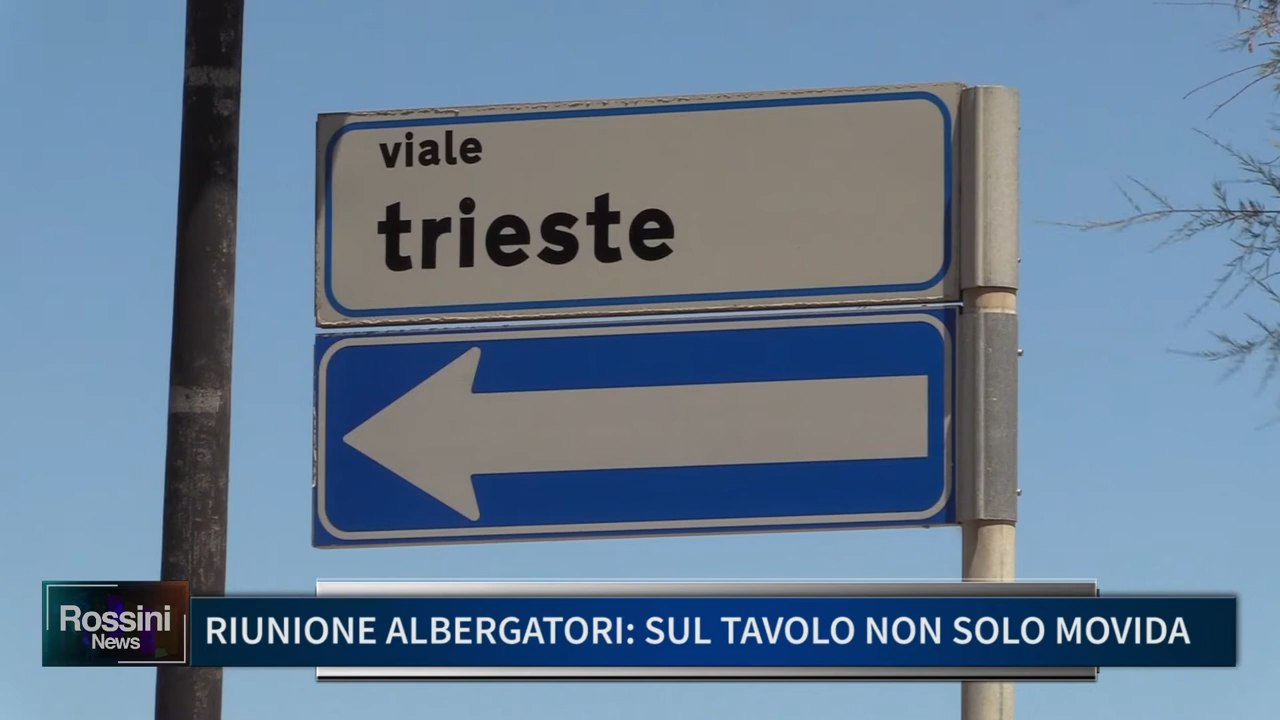 viale
trieste
Rossini
News
RIUNIONE ALBERGATORI: SUL TAVOLO NON SOLO MOVIDA